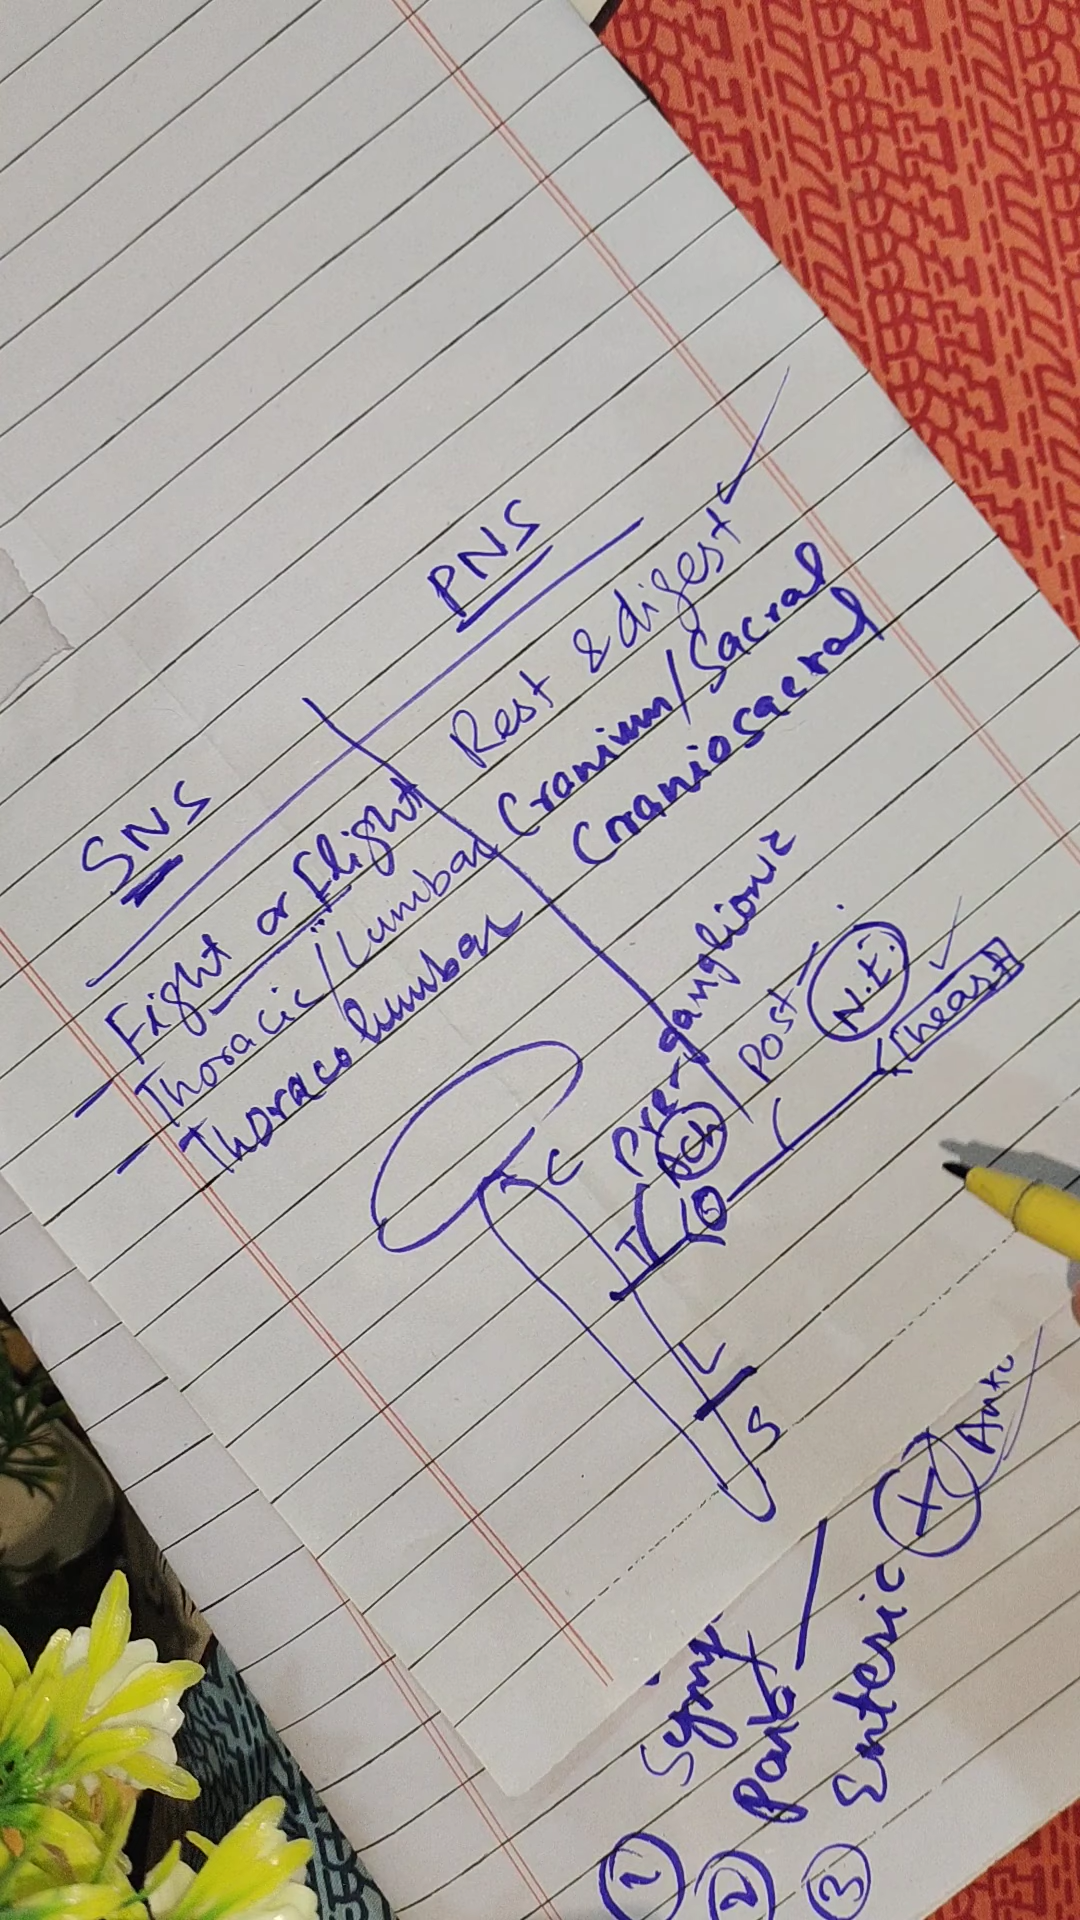 SNS PNS
- Fight or Flight Rest & digest
- Thoracic/Lumbar Cranium/Sacral
Thoracolumbar Craniosacral
Pre-ganglionic
ACh
Post
N.t.
heart
C
T
L
S
1 Symp
2 Para
3 Enteric X